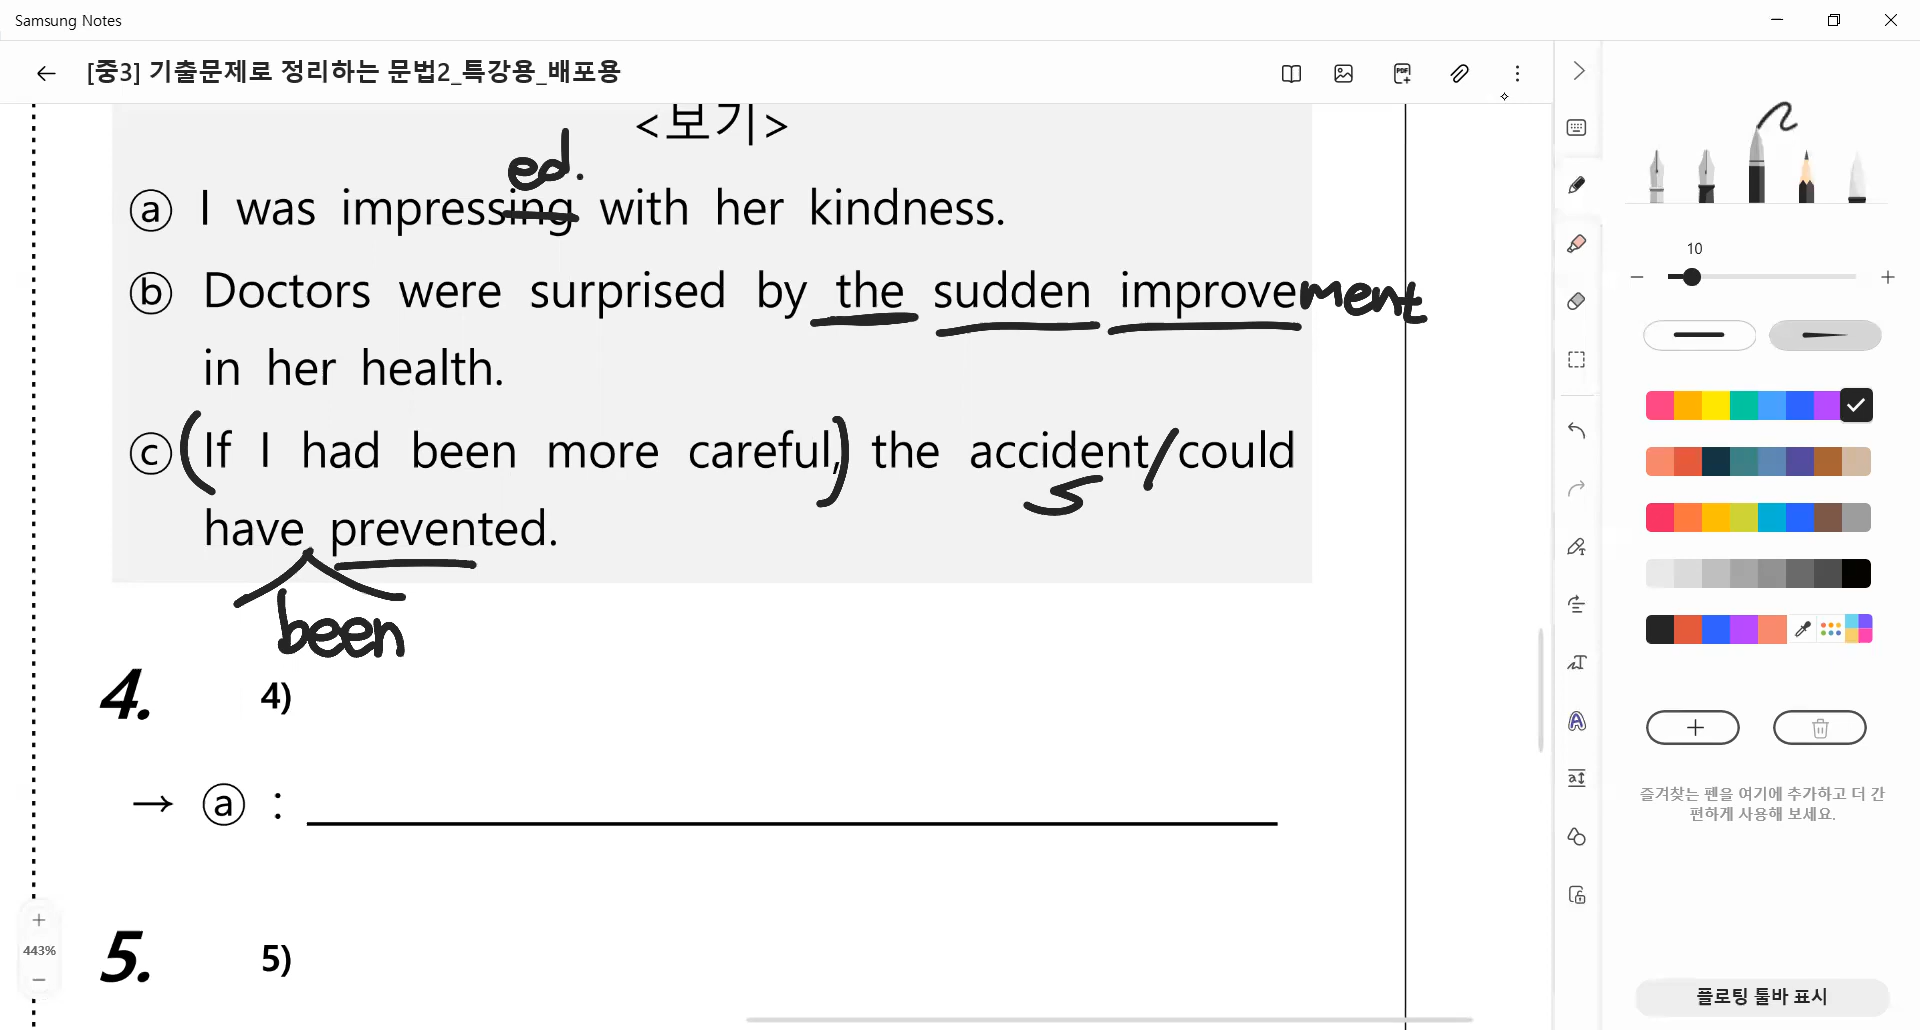 Samsung Notes
[중3] 기출문제로 정리하는 문법2_특강용_배포용
<보기>
ed.
ⓐ I was impressing with her kindness.
ⓑ Doctors were surprised by the sudden improvement
in her health.
ⓒ (If I had been more careful,) the accident/could
S
have prevented.
been
4. 4)
→ ⓐ :
5. 5)
443%
10
즐겨찾는 펜을 여기에 추가하고 더 간
편하게 사용해 보세요.
플로팅 툴바 표시